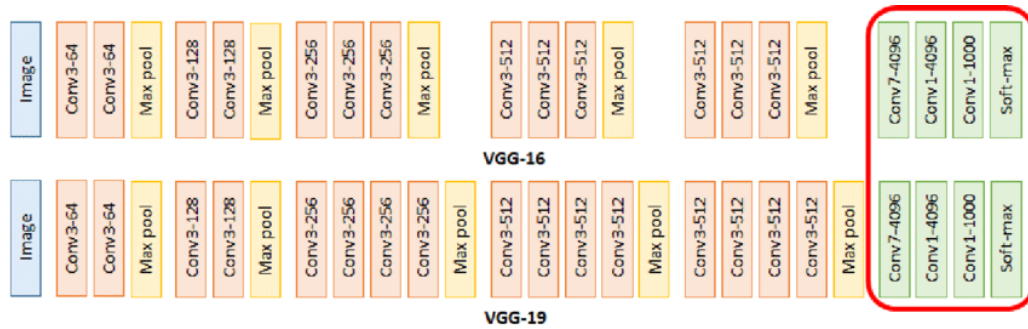 Image
Conv3-64
Conv3-64
Max pool
Conv3-128
Conv3-128
Max pool
Conv3-256
Conv3-256
Conv3-256
Max pool
Conv3-512
Conv3-512
Conv3-512
Max pool
Conv3-512
Conv3-512
Conv3-512
Max pool
Conv7-4096
Conv1-4096
Conv1-1000
Soft-max
VGG-16
Image
Conv3-64
Conv3-64
Max pool
Conv3-128
Conv3-128
Max pool
Conv3-256
Conv3-256
Conv3-256
Conv3-256
Max pool
Conv3-512
Conv3-512
Conv3-512
Conv3-512
Max pool
Conv3-512
Conv3-512
Conv3-512
Conv3-512
Max pool
Conv7-4096
Conv1-4096
Conv1-1000
Soft-max
VGG-19